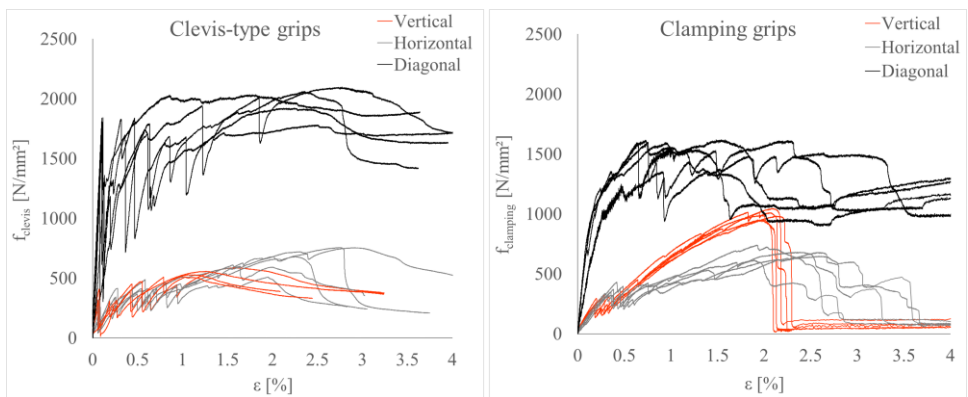 Clevis-type grips
Vertical
Horizontal
Diagonal
2500
2000
1500
1000
500
0
f_clevis [N/mm²]
0 0.5 1 1.5 2 2.5 3 3.5 4
ε [%]
Clamping grips
Vertical
Horizontal
Diagonal
2500
2000
1500
1000
500
0
f_clamping [N/mm²]
0 0.5 1 1.5 2 2.5 3 3.5 4
ε [%]